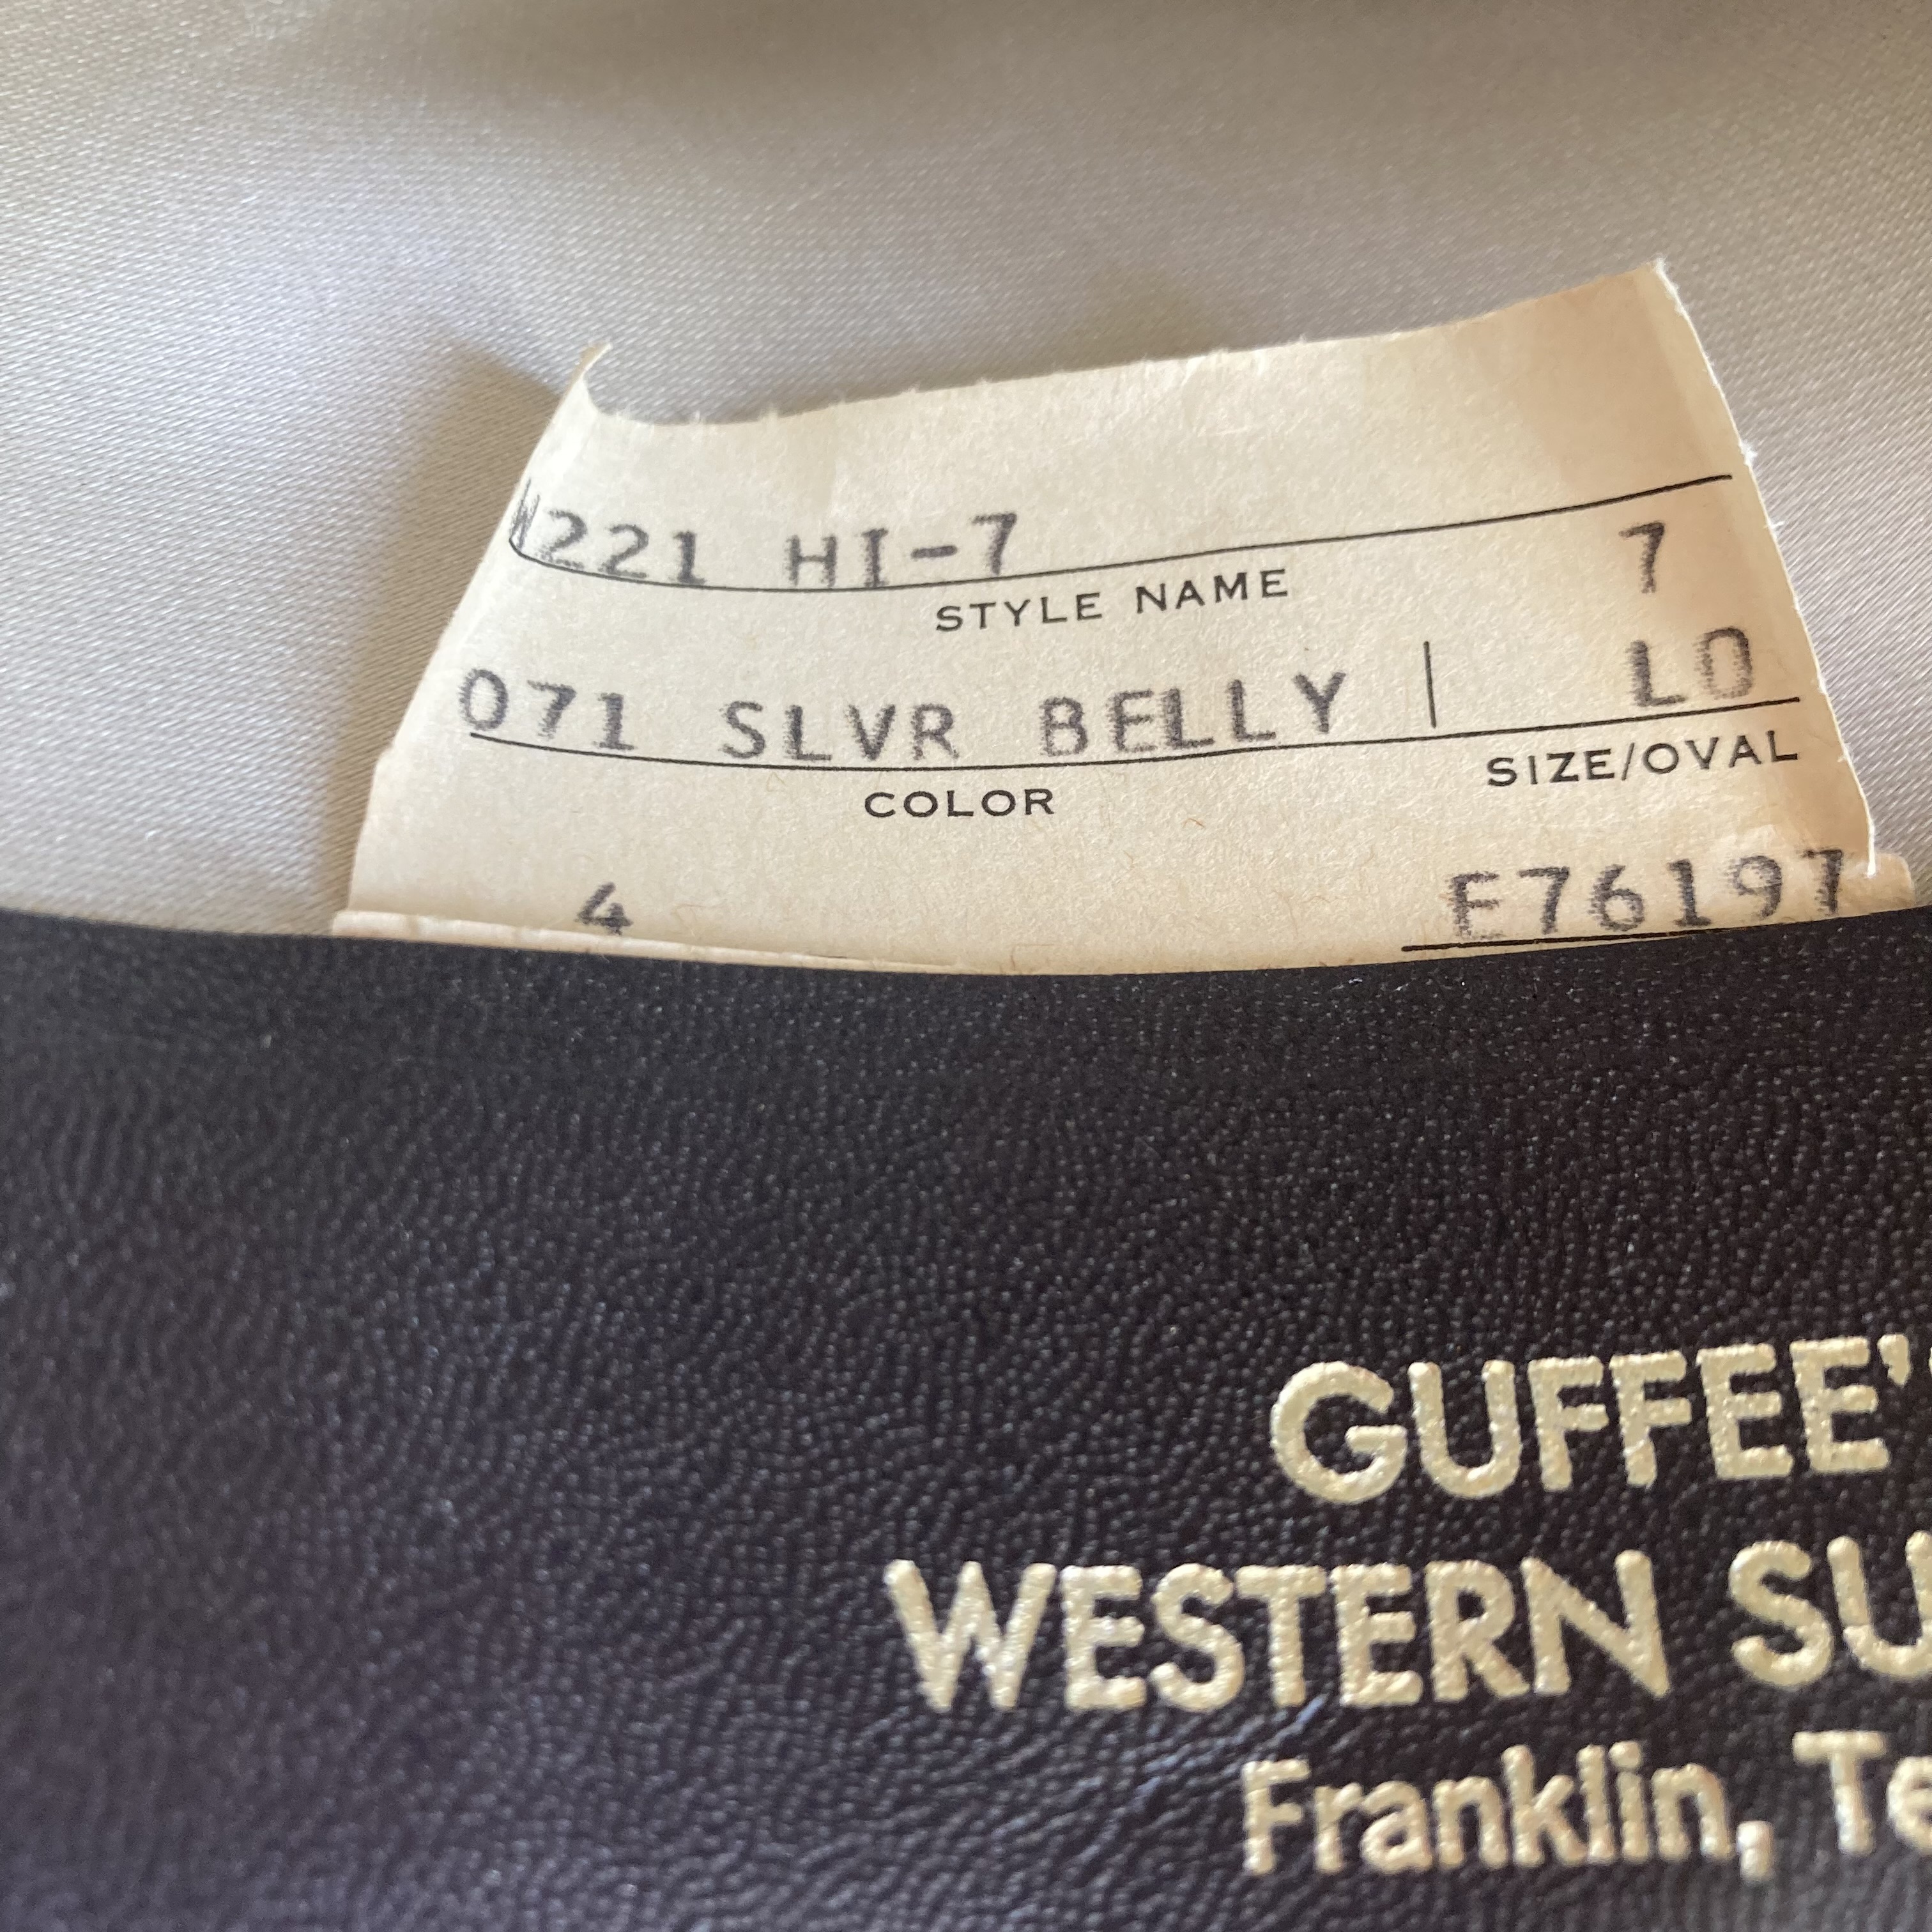 W221 HI-7
STYLE NAME
7
071 SLVR BELLY | LO
COLOR
SIZE/OVAL
4 E76197
GUFFEE'
WESTERN SU
Franklin, Te